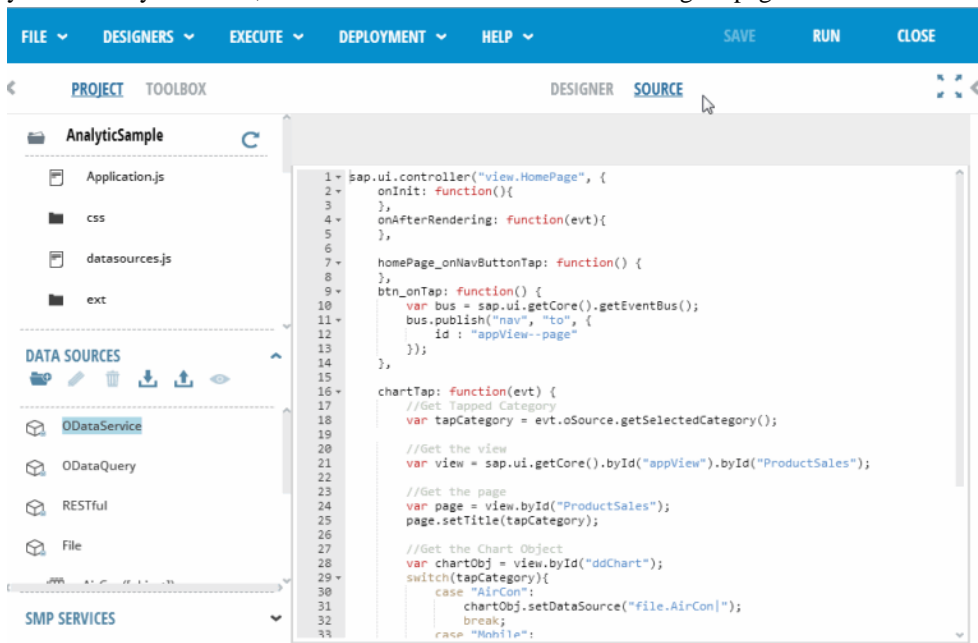 FILE DESIGNERS EXECUTE DEPLOYMENT HELP SAVE RUN CLOSE
PROJECT TOOLBOX DESIGNER SOURCE
AnalyticSample
Application.js
css
datasources.js
ext
DATA SOURCES
ODataService
ODataQuery
RESTful
File
SMP SERVICES
1 sap.ui.controller("view.HomePage", {
2 onInit: function(){
3 },
4 onAfterRendering: function(evt){
5 },
6
7 homePage_onNavButtonTap: function() {
8 },
9 btn_onTap: function() {
10 var bus = sap.ui.getCore().getEventBus();
11 bus.publish("nav", "to", {
12 id : "appView--page"
13 });
14 },
15
16 chartTap: function(evt) {
17 //Get Tapped Category
18 var tapCategory = evt.oSource.getSelectedCategory();
19
20 //Get the view
21 var view = sap.ui.getCore().byId("appView").byId("ProductSales");
22
23 //Get the page
24 var page = view.byId("ProductSales");
25 page.setTitle(tapCategory);
26
27 //Get the Chart Object
28 var chartObj = view.byId("ddChart");
29 switch(tapCategory){
30 case "AirCon":
31 chartObj.setDataSource("file.AirCon|");
32 break;
33 case "Mobile":